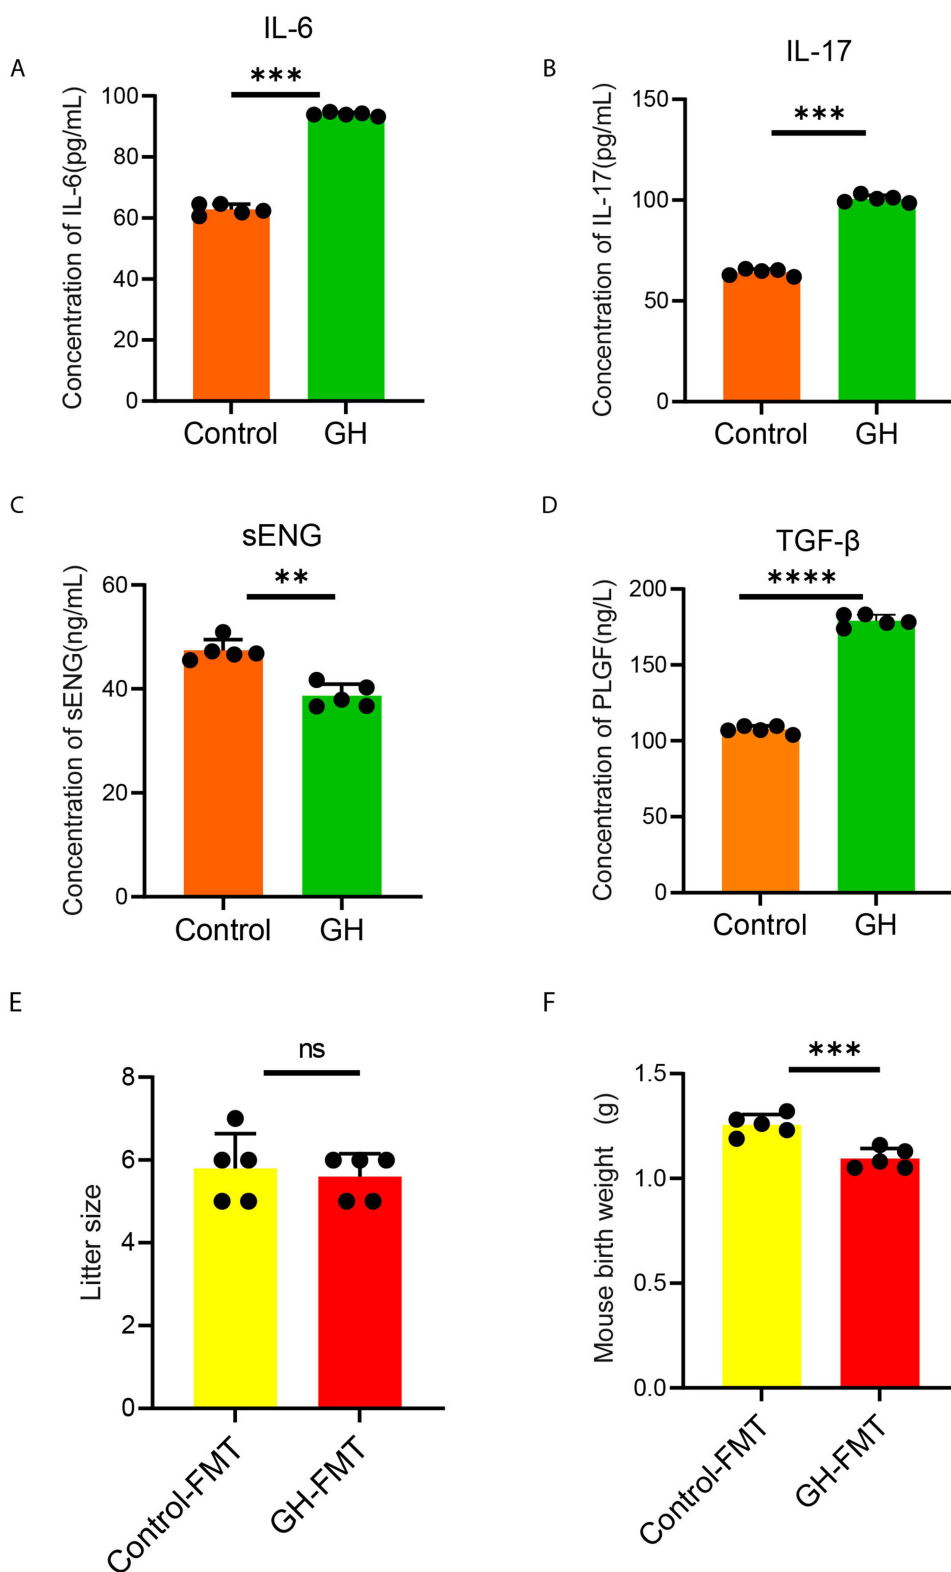 A
IL-6
***
Concentration of IL-6(pg/mL)
100
80
60
40
20
0
Control
GH
B
IL-17
***
Concentration of IL-17(pg/mL)
150
100
50
0
Control
GH
C
sENG
**
Concentration of sENG(ng/mL)
60
40
20
0
Control
GH
D
TGF-β
****
Concentration of PLGF(ng/L)
200
150
100
50
0
Control
GH
E
ns
Litter size
8
6
4
2
0
Control-FMT
GH-FMT
F
***
Mouse birth weight (g)
1.5
1.0
0.5
0.0
Control-FMT
GH-FMT